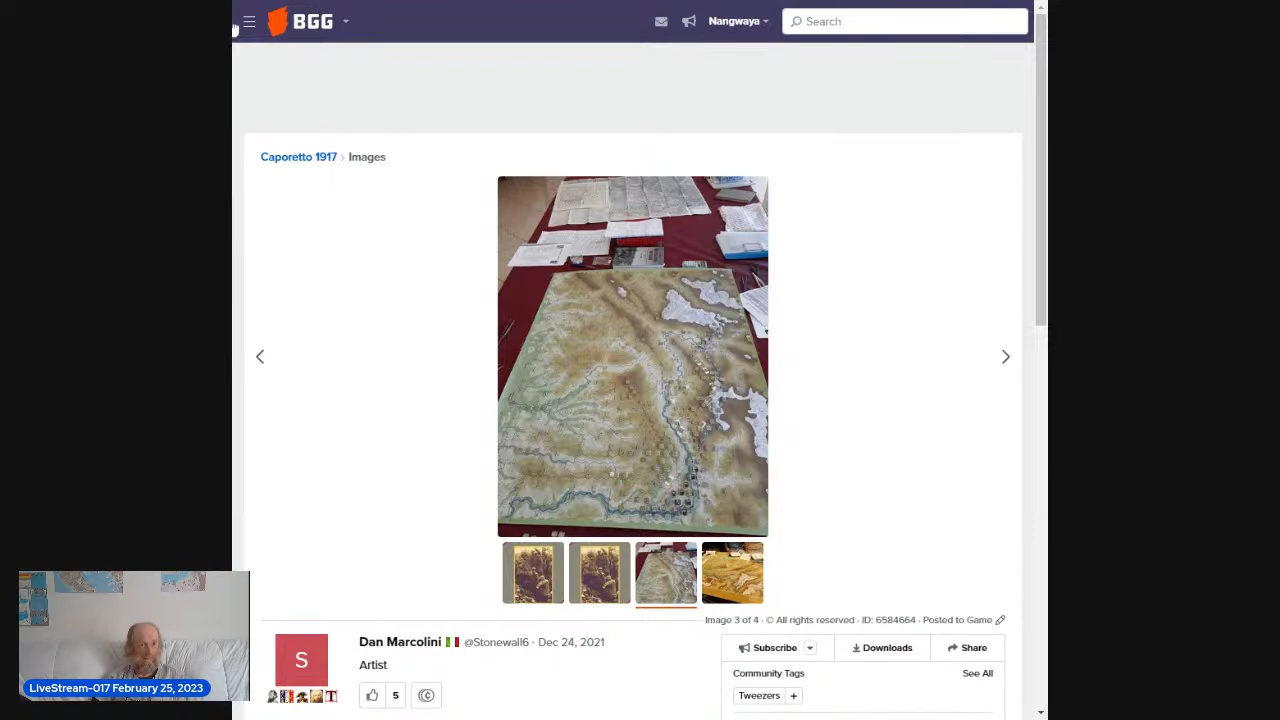 BGG
Nangwaya
Search
Caporetto 1917 › Images
Image 3 of 4 · © All rights reserved · ID: 6584664 · Posted to Game
S
Dan Marcolini @Stonewall6 · Dec 24, 2021
Artist
5
Subscribe
Downloads
Share
Community Tags
See All
Tweezers +
T
LiveStream-017 February 25, 2023